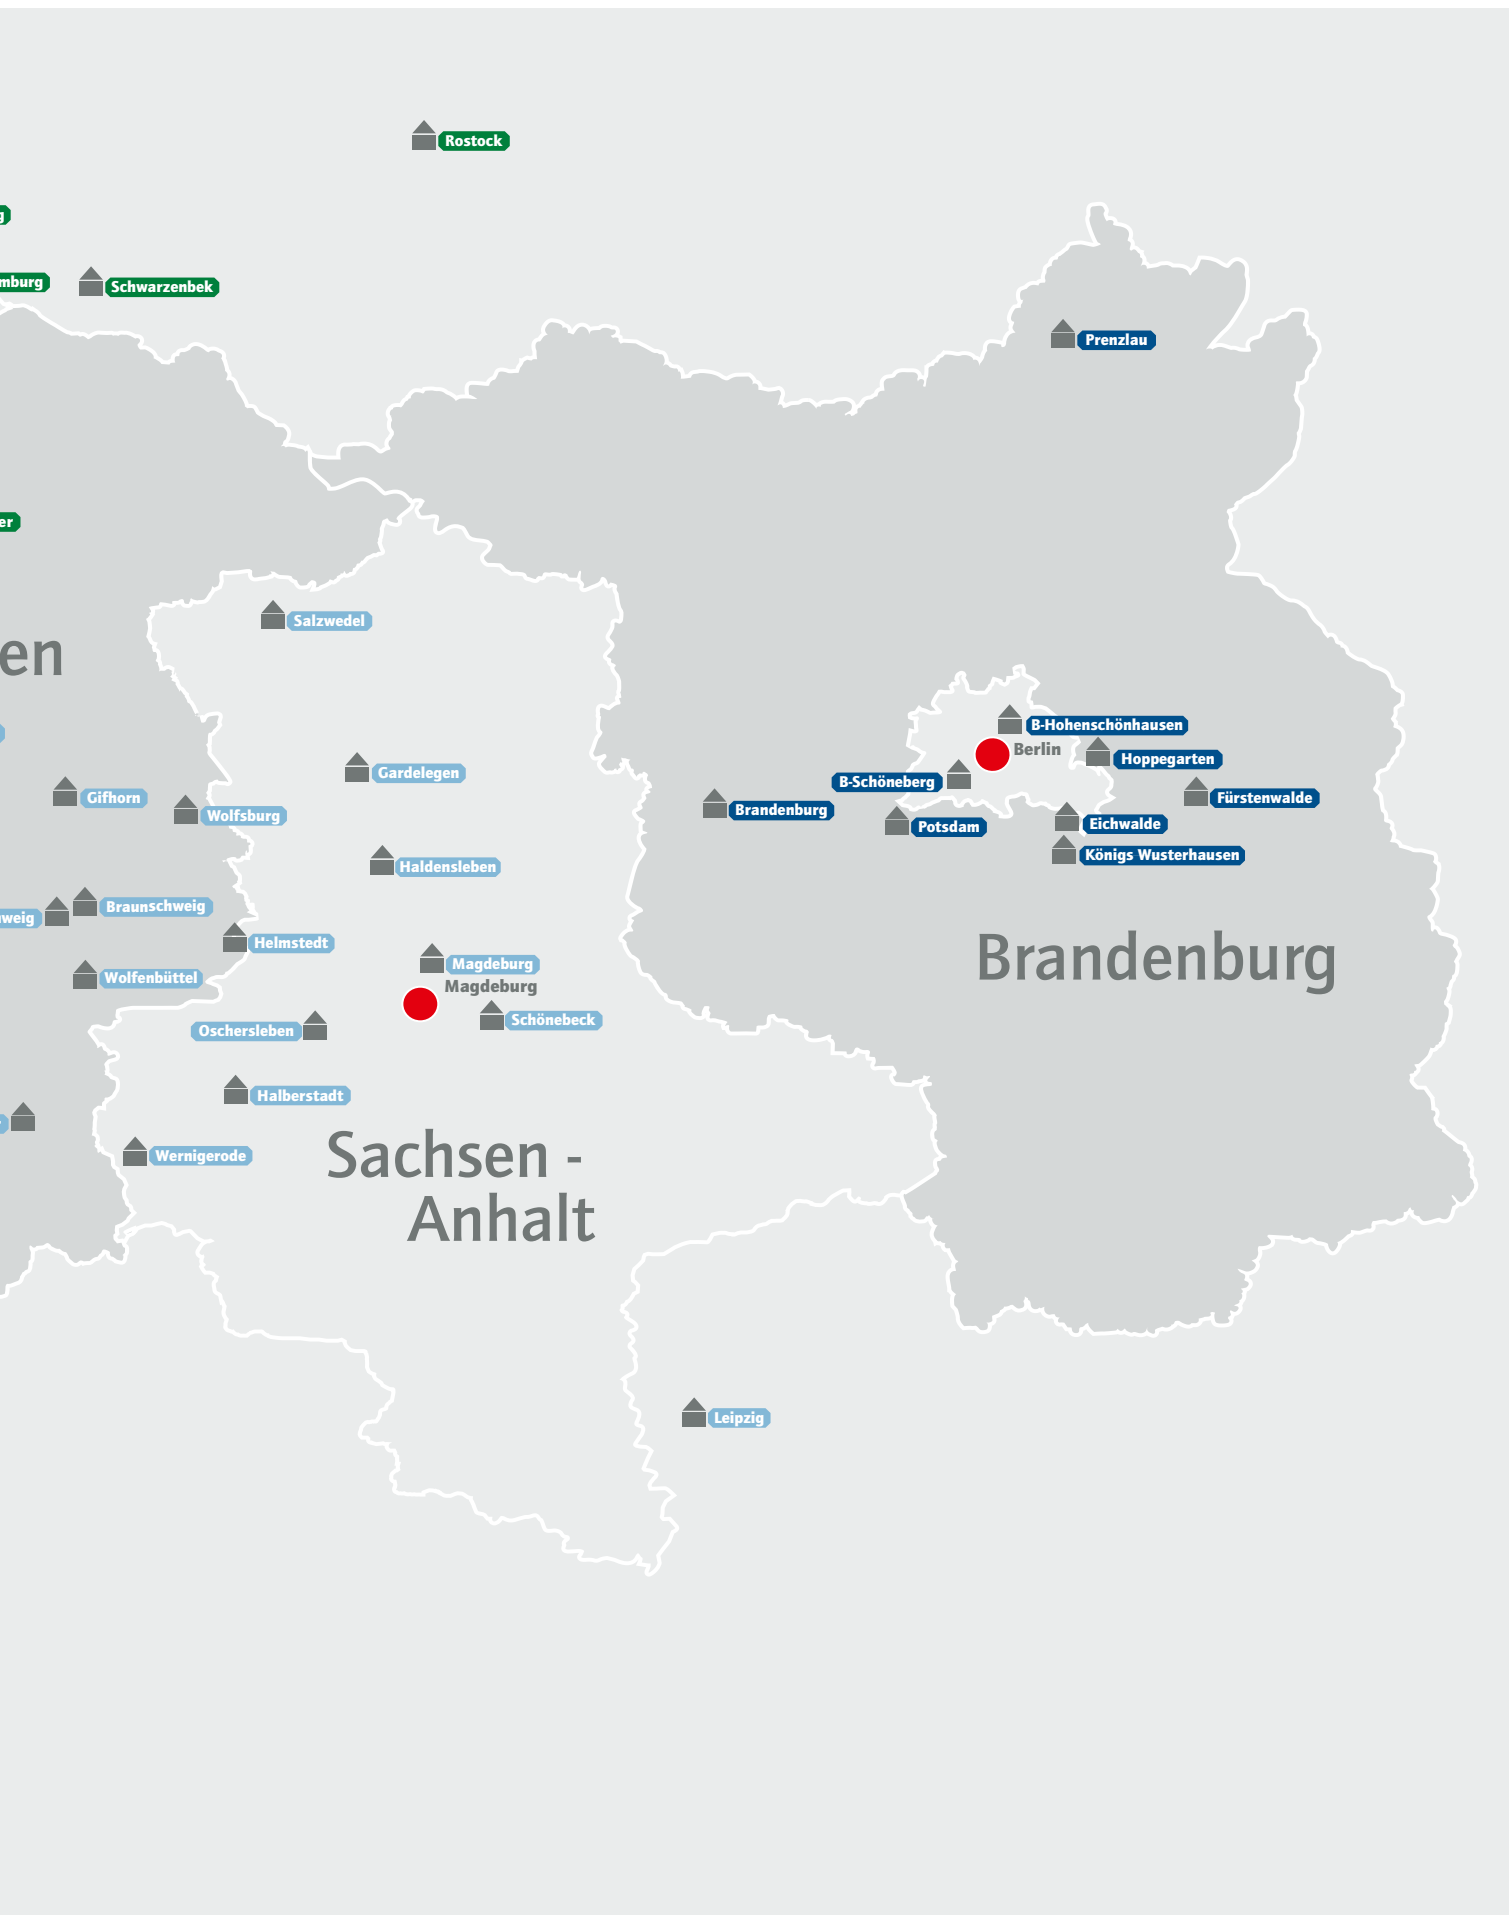 Rostock
Schwarzenbek
Prenzlau
Salzwedel
B-Hohenschönhausen
Berlin
Hoppegarten
Gardelegen
B-Schöneberg
Gifhorn
Fürstenwalde
Wolfsburg
Brandenburg
Eichwalde
Potsdam
Königs Wusterhausen
Haldensleben
Braunschweig
Helmstedt
Brandenburg
Magdeburg
Wolfenbüttel
Magdeburg
Schönebeck
Oschersleben
Halberstadt
Wernigerode
Sachsen -
Anhalt
Leipzig